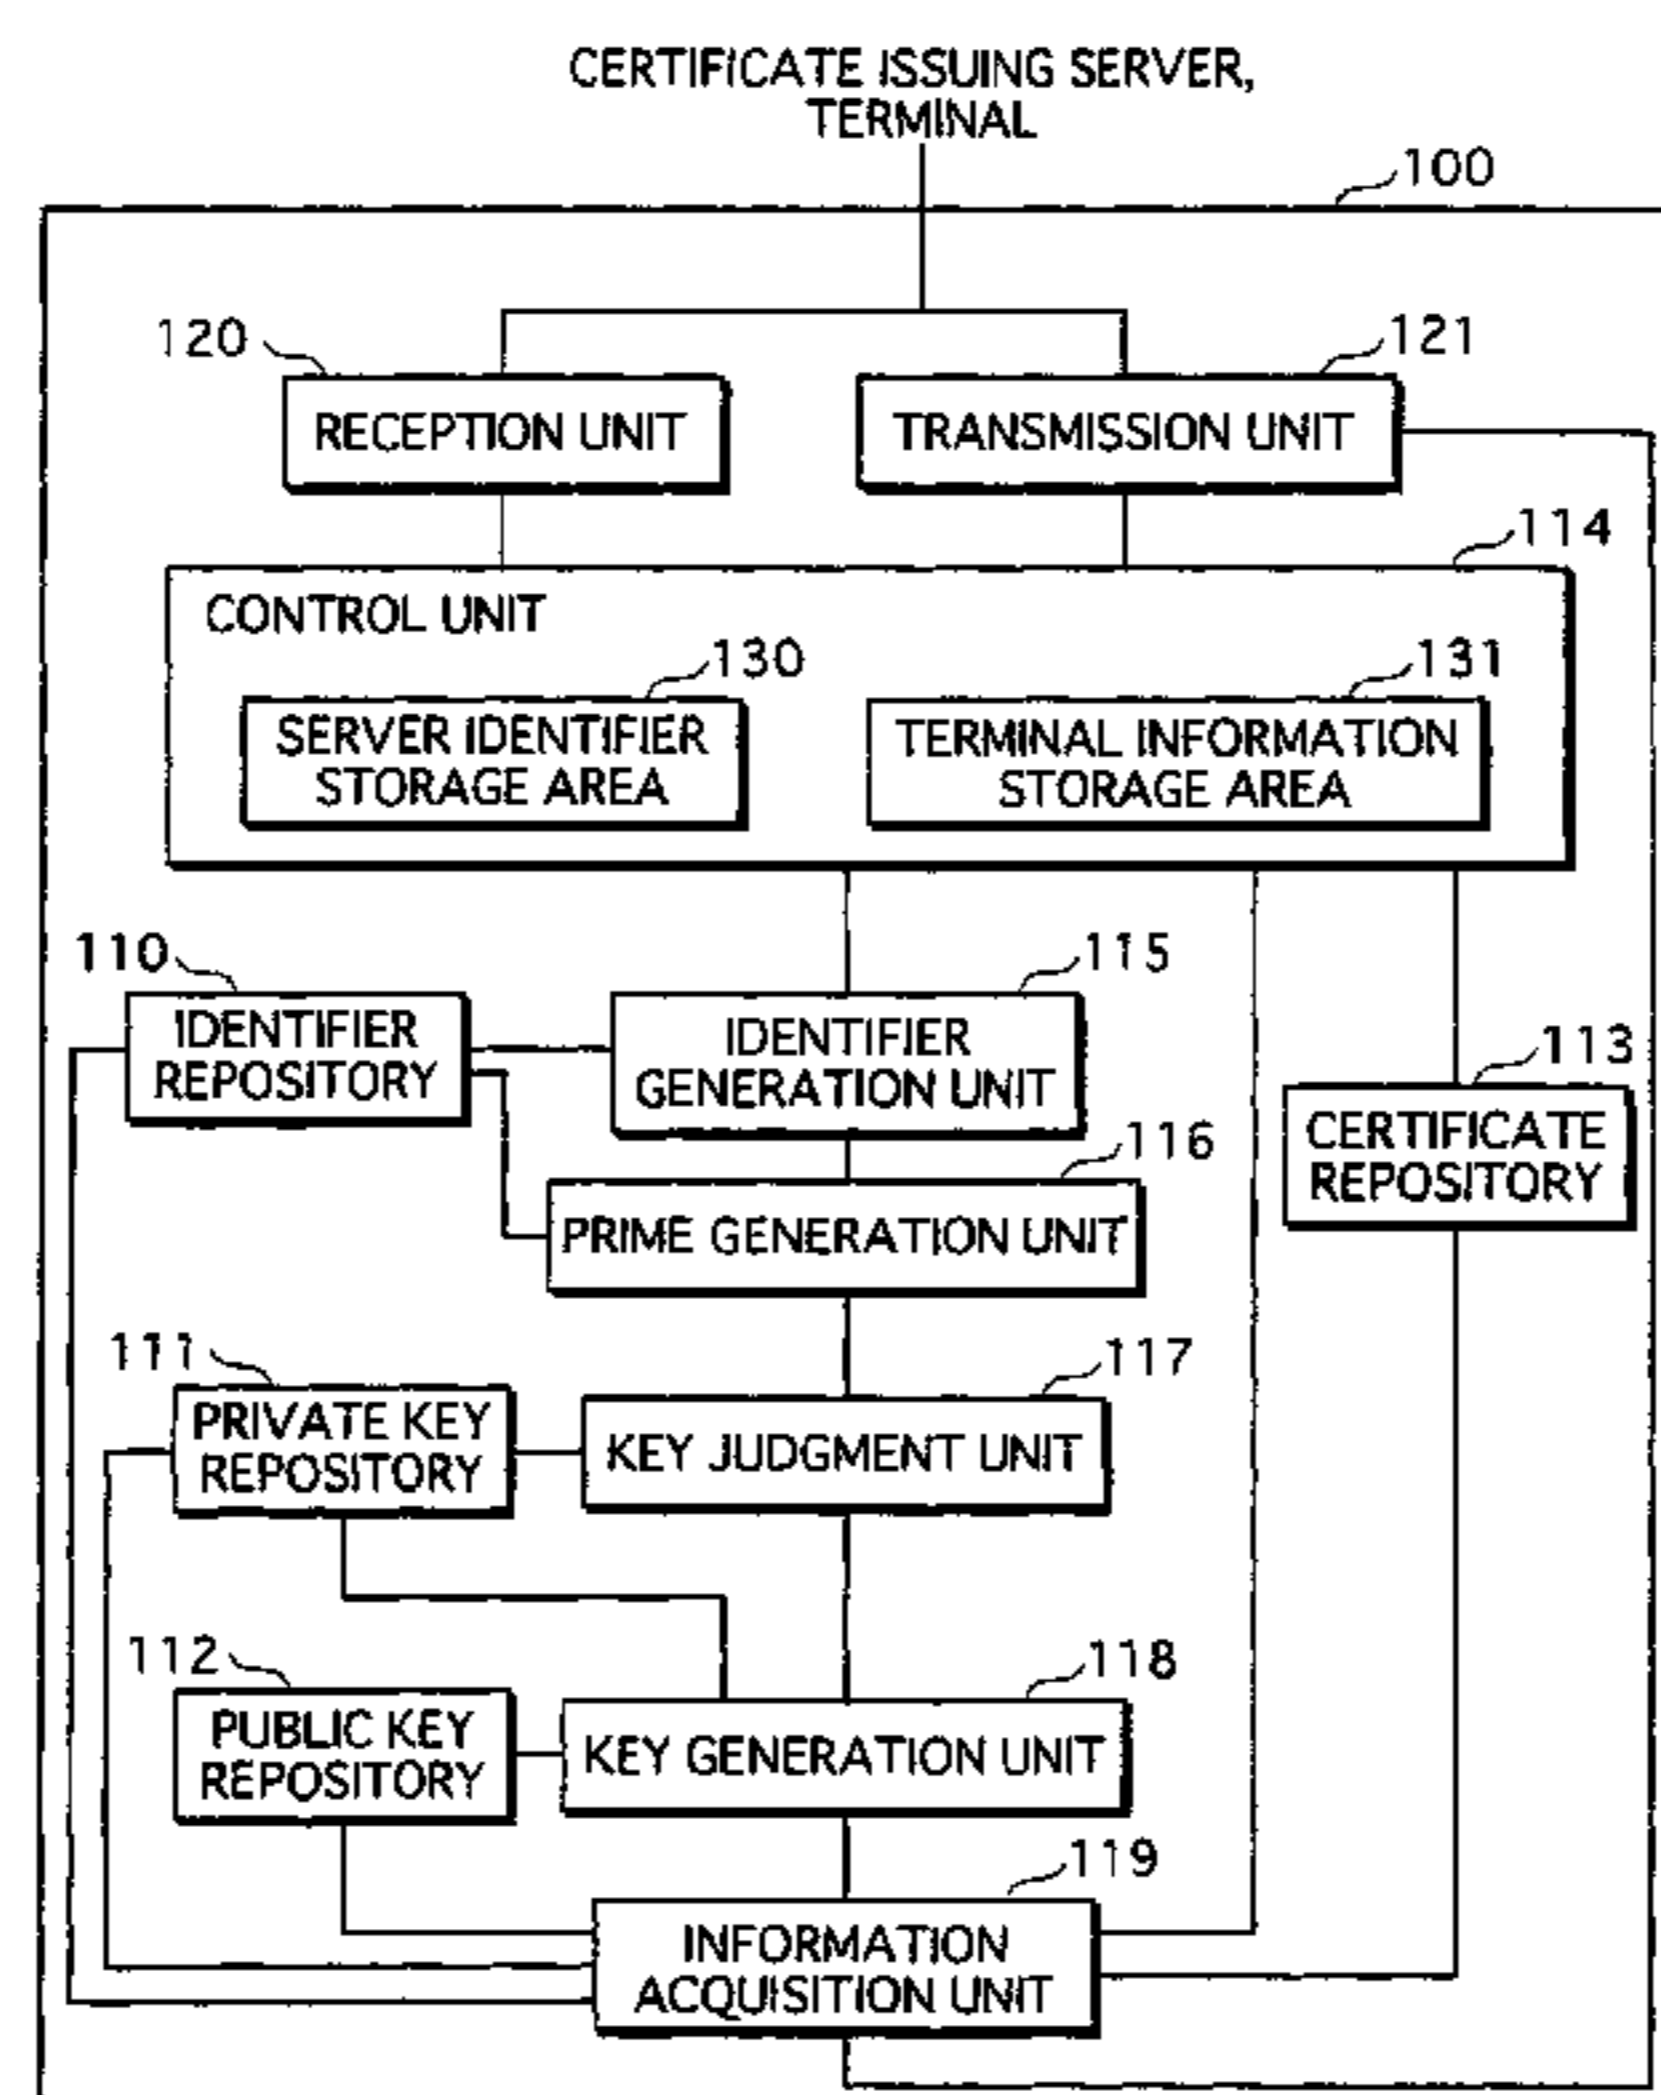 CERTIFICATE ISSUING SERVER,
TERMINAL
100
120
121
RECEPTION UNIT
TRANSMISSION UNIT
114
CONTROL UNIT
130
131
SERVER IDENTIFIER
STORAGE AREA
TERMINAL INFORMATION
STORAGE AREA
110
115
IDENTIFIER
REPOSITORY
IDENTIFIER
GENERATION UNIT
113
CERTIFICATE
REPOSITORY
116
PRIME GENERATION UNIT
111
117
PRIVATE KEY
REPOSITORY
KEY JUDGMENT UNIT
112
118
PUBLIC KEY
REPOSITORY
KEY GENERATION UNIT
119
INFORMATION
ACQUISITION UNIT